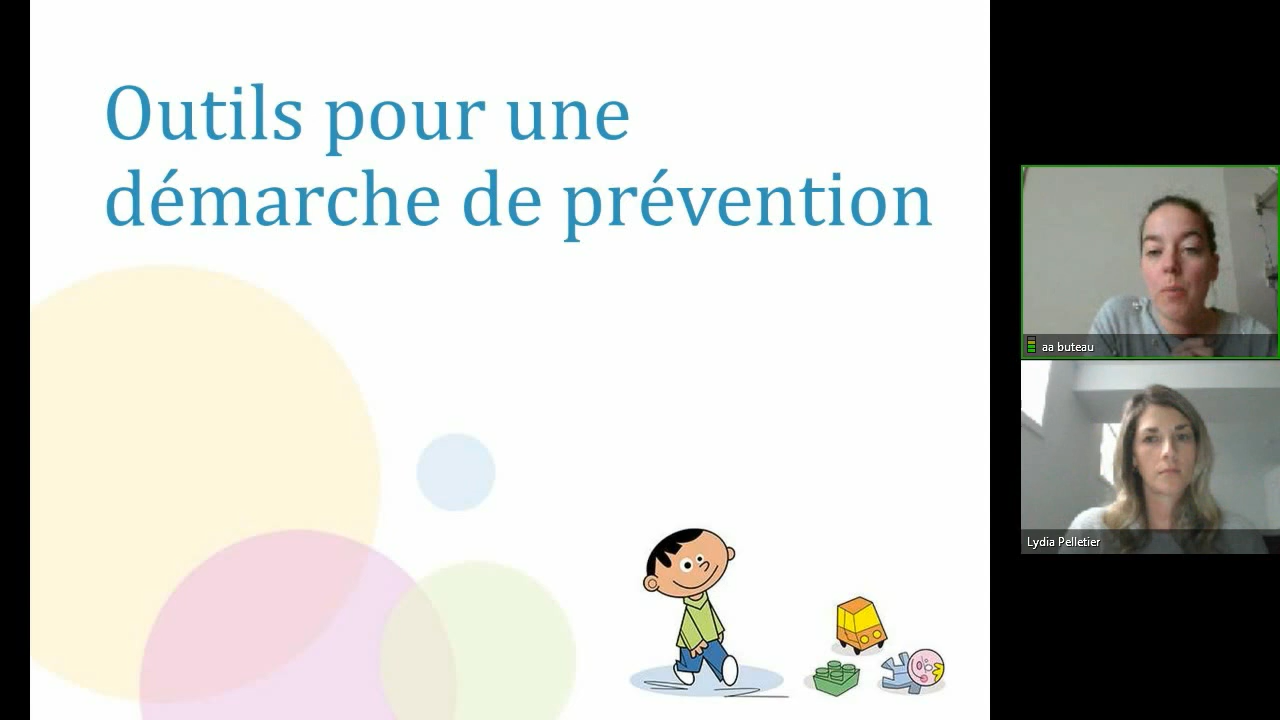 Outils pour une
démarche de prévention
aa buteau
Lydia Pelletier